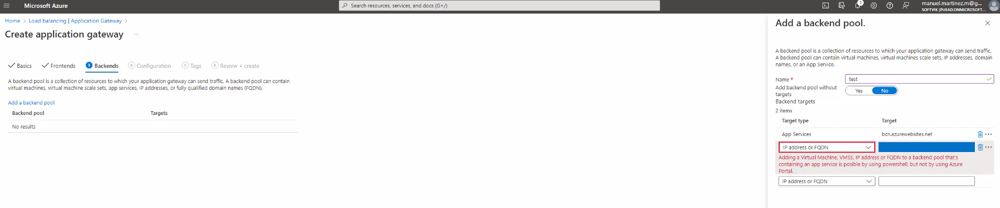 Microsoft Azure
Search resources, services, and docs (G+/)
3
manuel.martinez.m@g...
SOFTVIK (PUEAD.ONMICROSOFT....
Home > Load balancing | Application Gateway >
Create application gateway ...
Basics Frontends 3 Backends 4 Configuration 5 Tags 6 Review + create
A backend pool is a collection of resources to which your application gateway can send traffic. A backend pool can contain
virtual machines, virtual machine scale sets, app services, IP addresses, or fully qualified domain names (FQDN).
Add a backend pool
Backend pool Targets
No results
Add a backend pool.
A backend pool is a collection of resources to which your application gateway can send traffic.
A backend pool can contain virtual machines, virtual machines scale sets, IP addresses, domain
names, or an App Service.
Name * test
Add backend pool without
targets
Yes No
Backend targets
2 items
Target type Target
App Services bcn.azurewebsites.net
IP address or FQDN
Adding a Virtual Machine, VMSS, IP address or FQDN to a backend pool that's
containing an app service is posible by using powershell, but not by using Azure
Portal.
IP address or FQDN